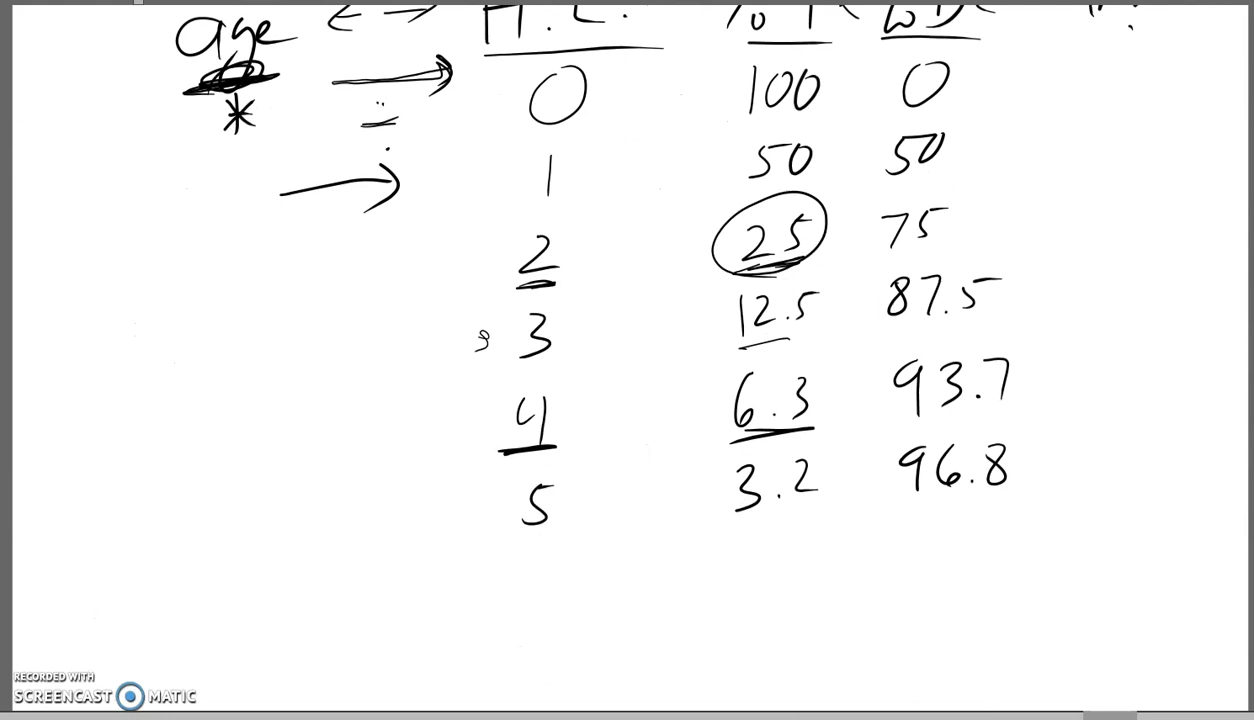 age ← → H.L. % P % D
0 100 0
* ÷
1 50 50
2 25 75
3 3 12.5 87.5
4 6.3 93.7
5 3.2 96.8
RECORDED WITH
SCREENCAST MATIC